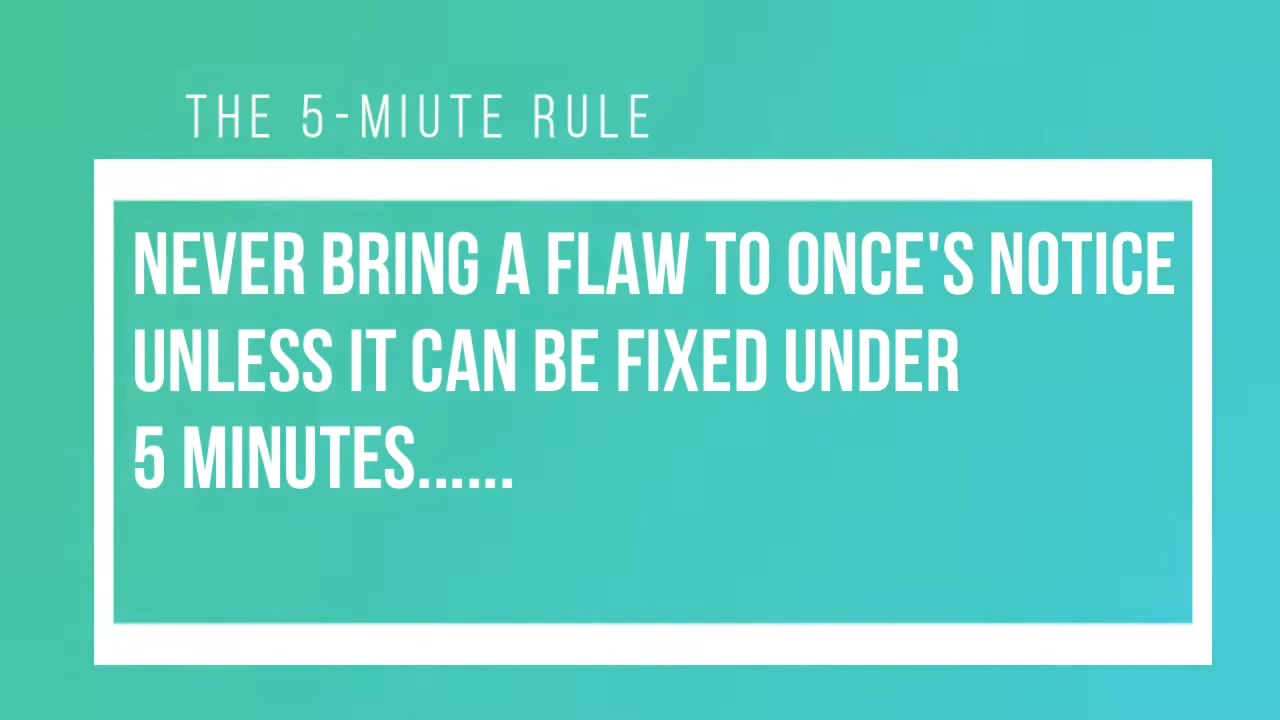 THE 5-MIUTE RULE
NEVER BRING A FLAW TO ONCE'S NOTICE
UNLESS IT CAN BE FIXED UNDER
5 MINUTES......